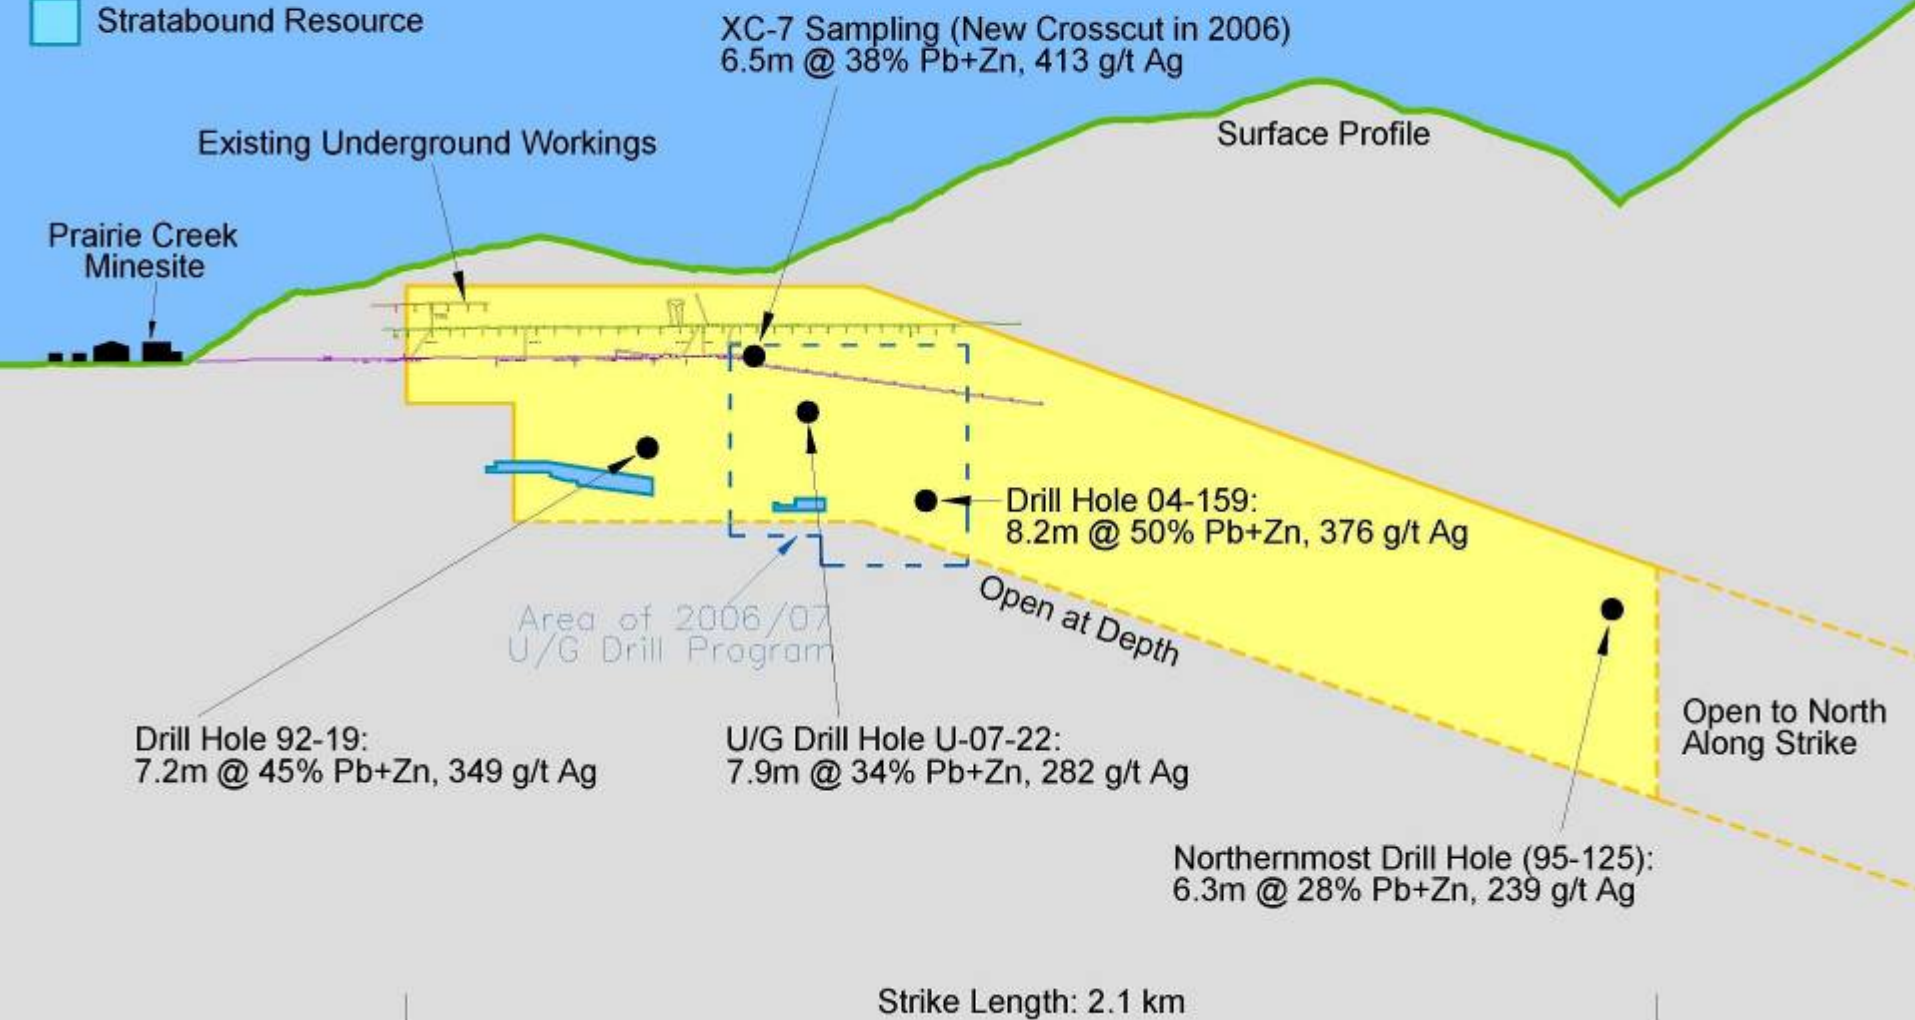 Stratabound Resource
XC-7 Sampling (New Crosscut in 2006)
6.5m @ 38% Pb+Zn, 413 g/t Ag
Existing Underground Workings
Surface Profile
Prairie Creek
Minesite
Drill Hole 04-159:
8.2m @ 50% Pb+Zn, 376 g/t Ag
Open at Depth
Area of 2006/07
U/G Drill Program
Drill Hole 92-19:
7.2m @ 45% Pb+Zn, 349 g/t Ag
U/G Drill Hole U-07-22:
7.9m @ 34% Pb+Zn, 282 g/t Ag
Open to North
Along Strike
Northernmost Drill Hole (95-125):
6.3m @ 28% Pb+Zn, 239 g/t Ag
Strike Length: 2.1 km